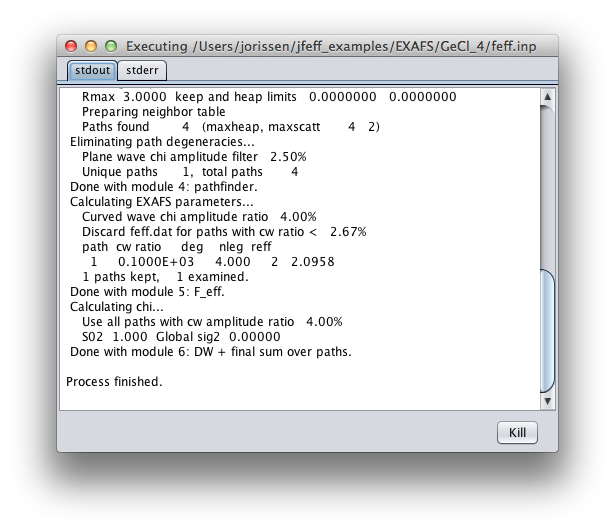 Executing /Users/jorissen/jfeff_examples/EXAFS/GeCl_4/feff.inp
stdout stderr
Rmax 3.0000 keep and heap limits 0.0000000 0.0000000
Preparing neighbor table
Paths found 4 (maxheap, maxscatt 4 2)
Eliminating path degeneracies...
Plane wave chi amplitude filter 2.50%
Unique paths 1, total paths 4
Done with module 4: pathfinder.
Calculating EXAFS parameters...
Curved wave chi amplitude ratio 4.00%
Discard feff.dat for paths with cw ratio < 2.67%
path cw ratio deg nleg reff
1 0.1000E+03 4.000 2 2.0958
1 paths kept, 1 examined.
Done with module 5: F_eff.
Calculating chi...
Use all paths with cw amplitude ratio 4.00%
S02 1.000 Global sig2 0.00000
Done with module 6: DW + final sum over paths.
Process finished.
Kill